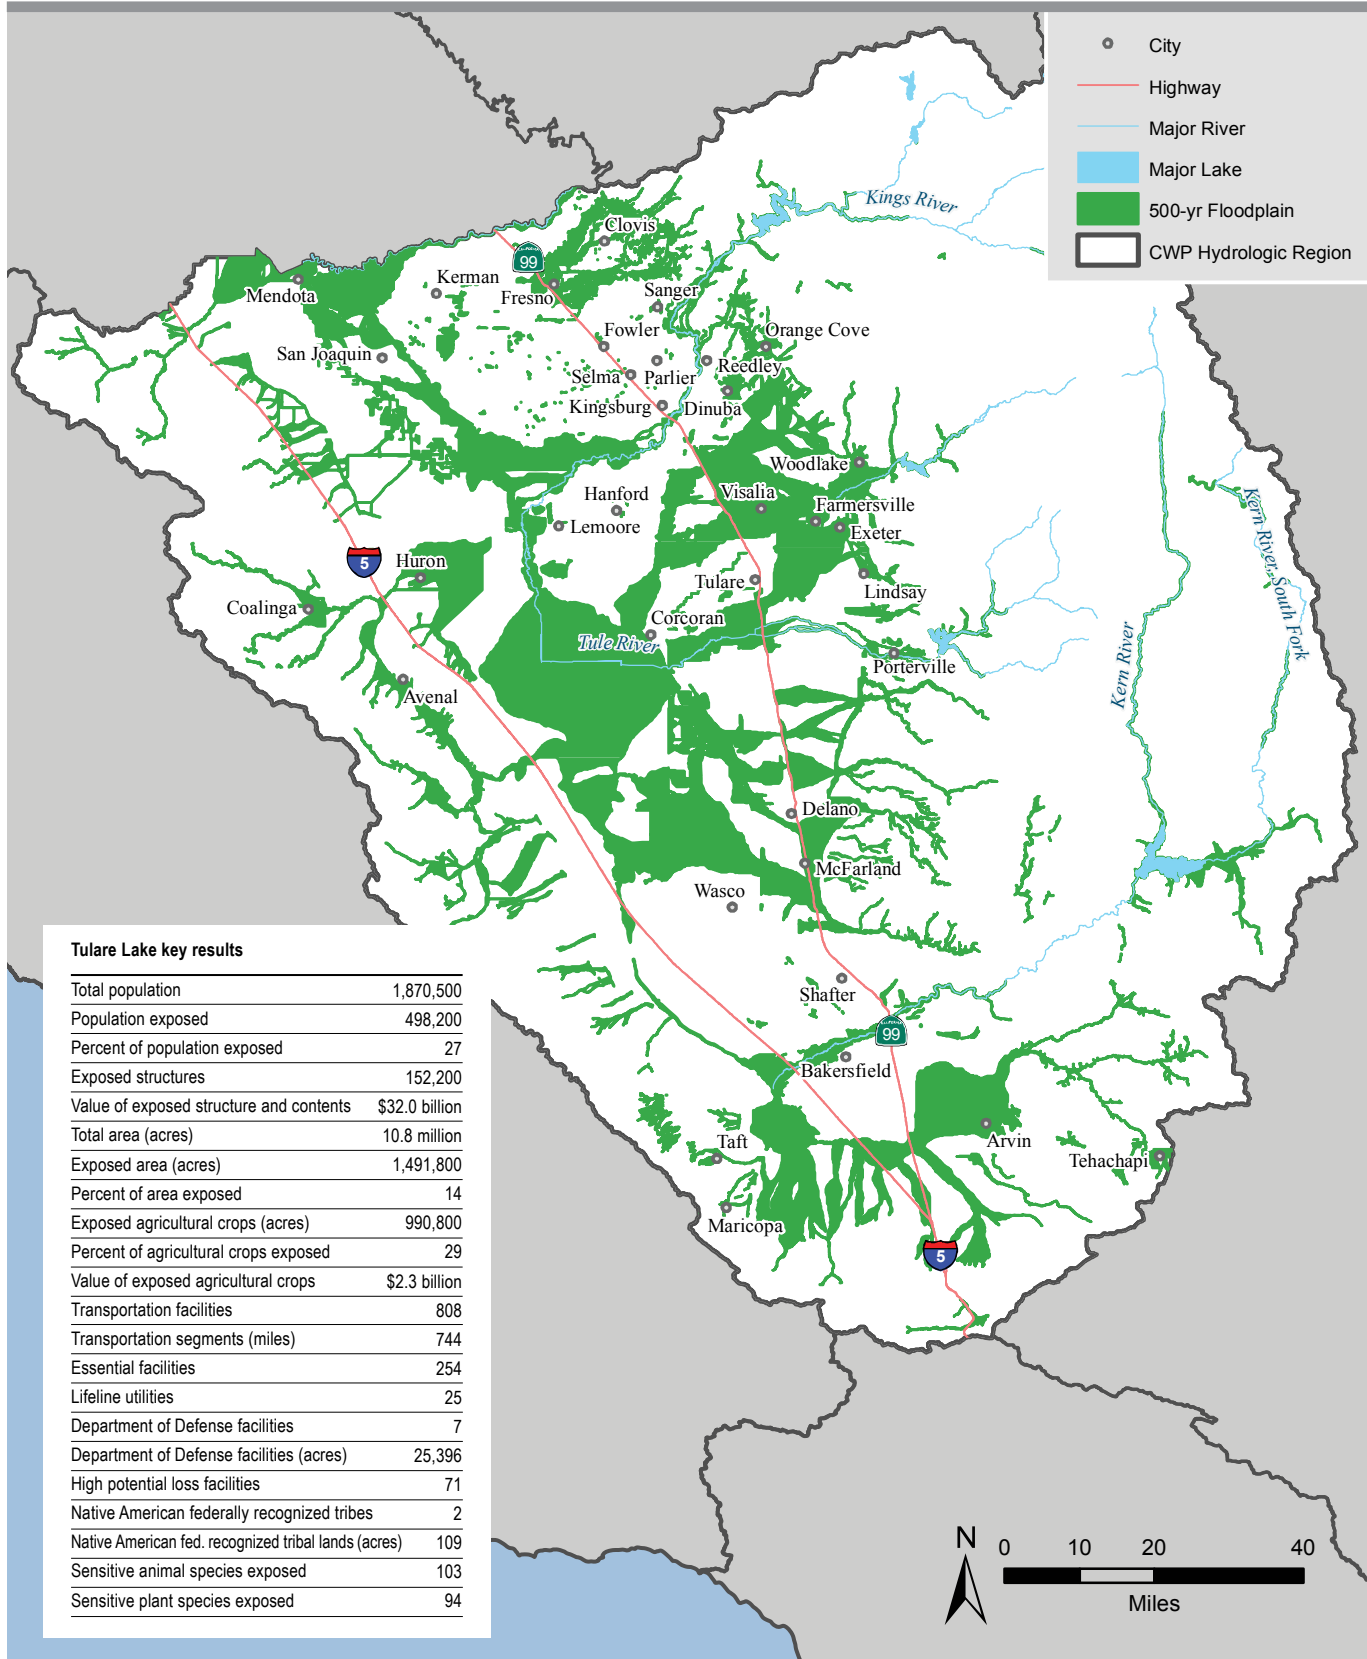 City
Highway
Major River
Major Lake
500-yr Floodplain
CWP Hydrologic Region
Kings River
Clovis
99
Kerman
Mendota
Fresno
Sanger
Fowler
Orange Cove
San Joaquin
Selma
Parlier
Reedley
Kingsburg
Dinuba
Woodlake
Visalia
Hanford
Farmersville
Lemoore
Exeter
Kern River, South Fork
5
Huron
Tulare
Lindsay
Coalinga
Corcoran
Tule River
Porterville
Kern River
Avenal
Delano
McFarland
Wasco
Shafter
99
Bakersfield
Arvin
Taft
Tehachapi
Maricopa
5
Tulare Lake key results
Total population 1,870,500
Population exposed 498,200
Percent of population exposed 27
Exposed structures 152,200
Value of exposed structure and contents $32.0 billion
Total area (acres) 10.8 million
Exposed area (acres) 1,491,800
Percent of area exposed 14
Exposed agricultural crops (acres) 990,800
Percent of agricultural crops exposed 29
Value of exposed agricultural crops $2.3 billion
Transportation facilities 808
Transportation segments (miles) 744
Essential facilities 254
Lifeline utilities 25
Department of Defense facilities 7
Department of Defense facilities (acres) 25,396
High potential loss facilities 71
Native American federally recognized tribes 2
Native American fed. recognized tribal lands (acres) 109
Sensitive animal species exposed 103
Sensitive plant species exposed 94
N
0 10 20 40
Miles